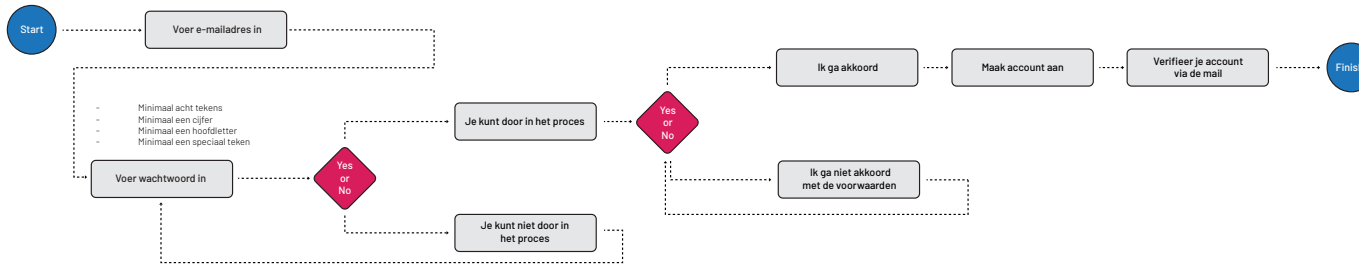 Start
Voer e-mailadres in
- Minimaal acht tekens
- Minimaal een cijfer
- Minimaal een hoofdletter
- Minimaal een speciaal teken
Voer wachtwoord in
Yes
or
No
Je kunt door in het proces
Je kunt niet door in
het proces
Yes
or
No
Ik ga akkoord
Ik ga niet akkoord
met de voorwaarden
Maak account aan
Verifieer je account
via de mail
Finish